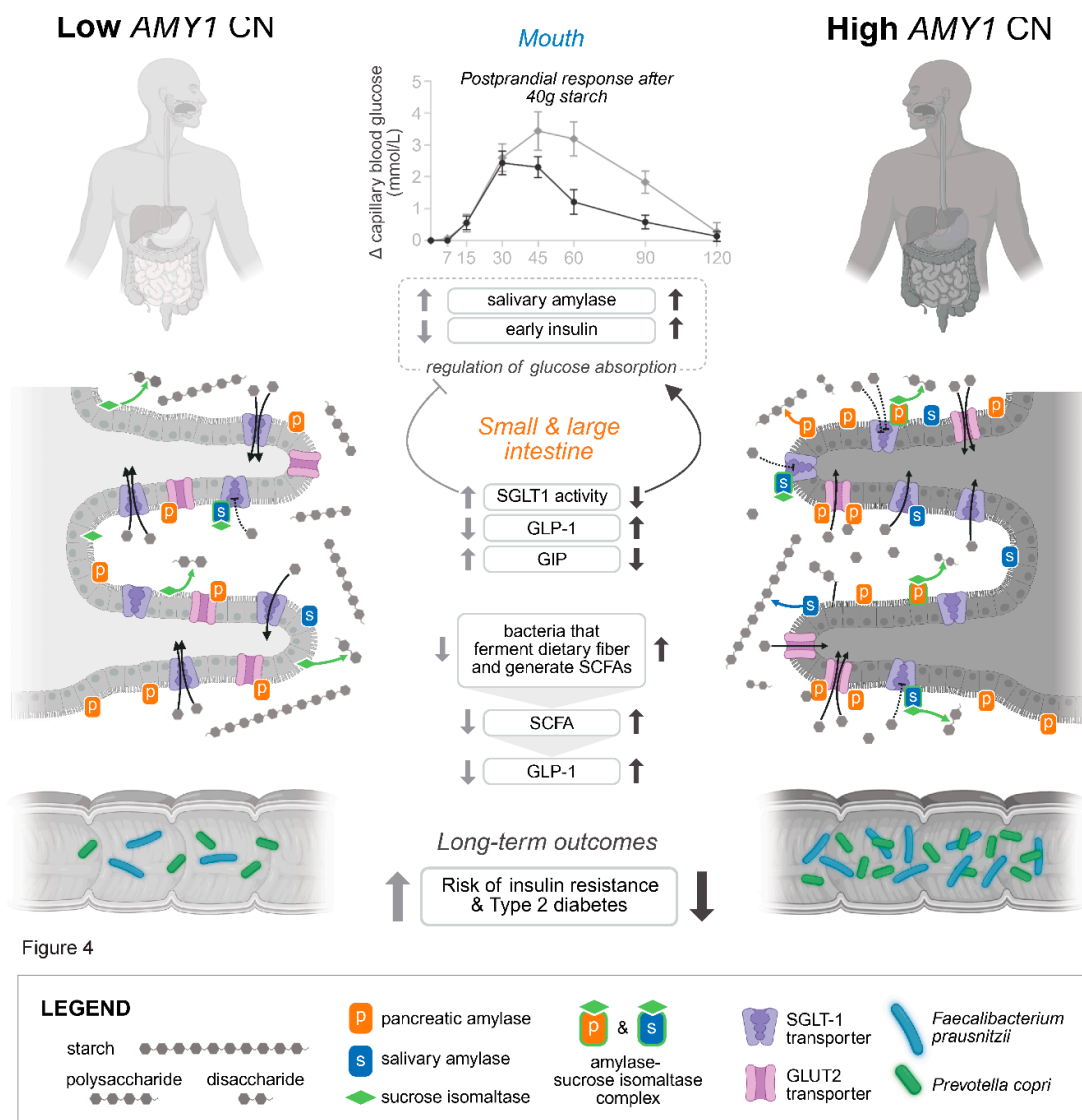 Low AMY1 CN
High AMY1 CN
Mouth
Postprandial response after
40g starch
Δ capillary blood glucose
(mmol/L)
5
4
3
2
1
0
7 15 30 45 60 90 120
salivary amylase
early insulin
regulation of glucose absorption
Small & large
intestine
SGLT1 activity
GLP-1
GIP
bacteria that
ferment dietary fiber
and generate SCFAs
SCFA
GLP-1
Long-term outcomes
Risk of insulin resistance
& Type 2 diabetes
p
p
s
p
p
p
s
p
p
p
p
p
p
s
s
p
p
s
s
p
p
s
p
p
s
p
p
Figure 4
LEGEND
starch
polysaccharide
disaccharide
p pancreatic amylase
s salivary amylase
sucrose isomaltase
p & s
amylase-
sucrose isomaltase
complex
SGLT-1
transporter
GLUT2
transporter
Faecalibacterium
prausnitzii
Prevotella copri